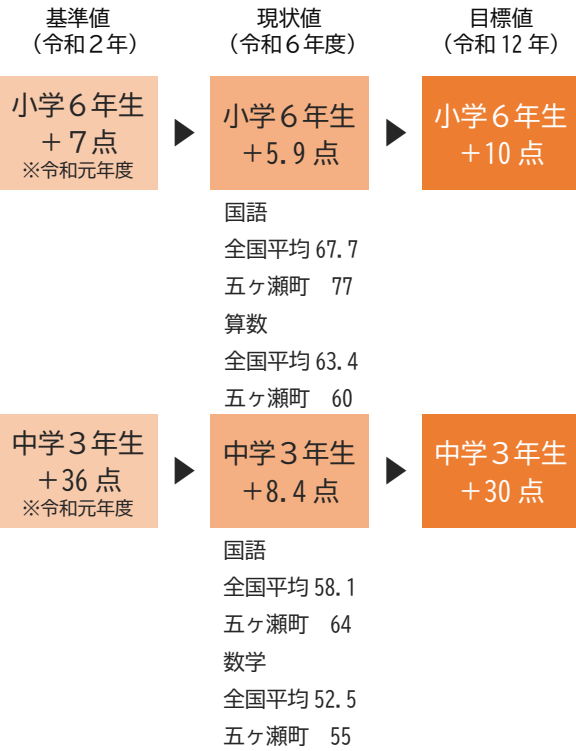 基準値
（令和２年）
現状値
（令和６年度）
目標値
（令和 12 年）
小学６年生
＋７点
※令和元年度
▶
小学６年生
＋5.9 点
▶
小学６年生
＋10 点
国語
全国平均 67.7
五ヶ瀬町　77
算数
全国平均 63.4
五ヶ瀬町　60
中学３年生
＋36 点
※令和元年度
▶
中学３年生
＋8.4 点
▶
中学３年生
＋30 点
国語
全国平均 58.1
五ヶ瀬町　64
数学
全国平均 52.5
五ヶ瀬町　55